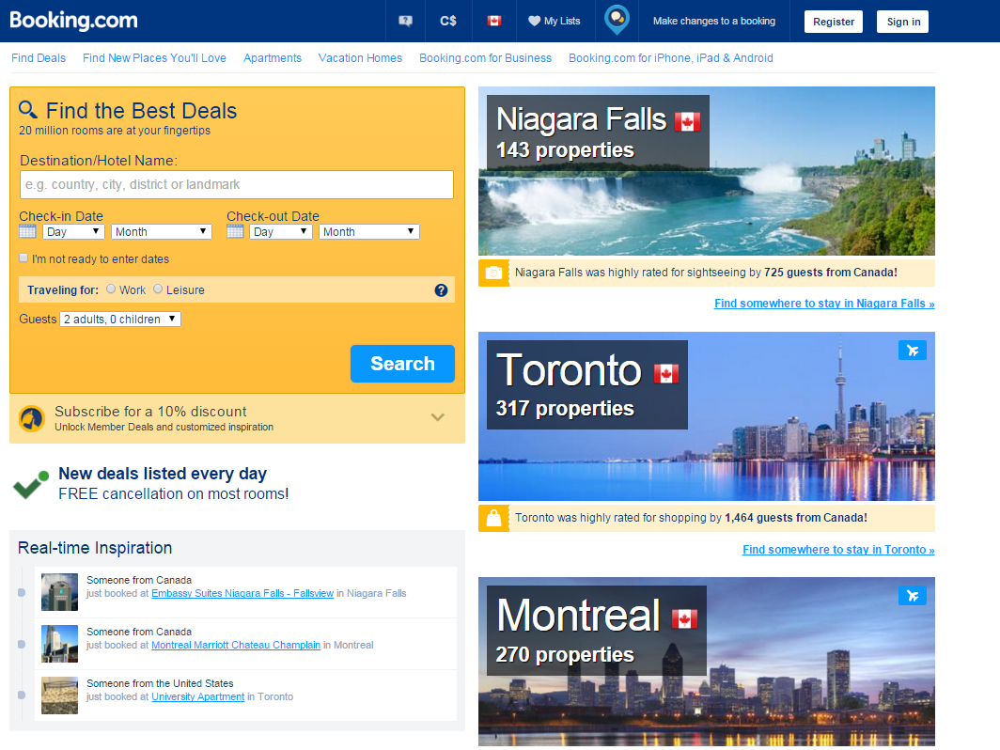 Booking.com
C$
My Lists
Make changes to a booking
Register
Sign in
Find Deals
Find New Places You'll Love
Apartments
Vacation Homes
Booking.com for Business
Booking.com for iPhone, iPad & Android
Find the Best Deals
20 million rooms are at your fingertips
Destination/Hotel Name:
e.g. country, city, district or landmark
Check-in Date
Check-out Date
Day
Month
Day
Month
I'm not ready to enter dates
Traveling for:
Work
Leisure
?
Guests
2 adults, 0 children
Search
Subscribe for a 10% discount
Unlock Member Deals and customized inspiration
New deals listed every day
FREE cancellation on most rooms!
Real-time Inspiration
Someone from Canada
just booked at Embassy Suites Niagara Falls - Fallsview in Niagara Falls
Someone from Canada
just booked at Montreal Marriott Chateau Champlain in Montreal
Someone from the United States
just booked at University Apartment in Toronto
Niagara Falls
143 properties
Niagara Falls was highly rated for sightseeing by 725 guests from Canada!
Find somewhere to stay in Niagara Falls »
Toronto
317 properties
Toronto was highly rated for shopping by 1,464 guests from Canada!
Find somewhere to stay in Toronto »
Montreal
270 properties